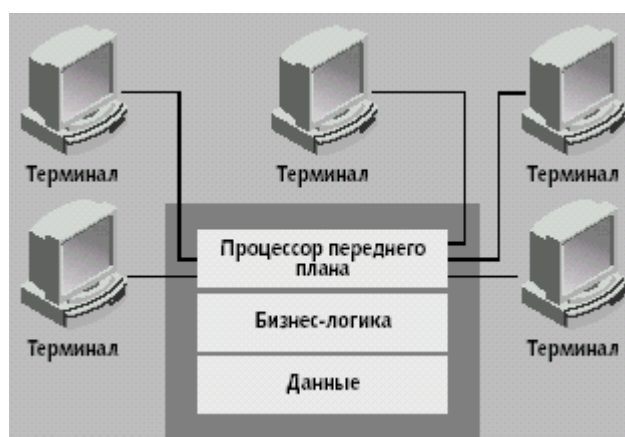 Терминал
Терминал
Терминал
Процессор переднего
плана
Бизнес-логика
Данные
Терминал
Терминал